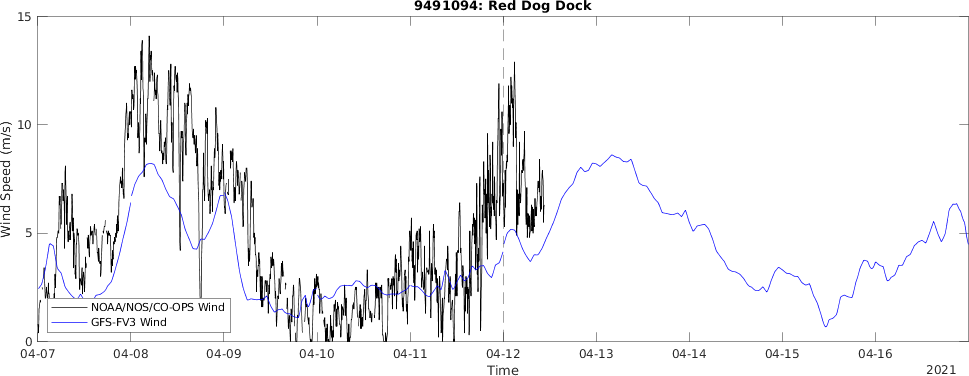 9491094: Red Dog Dock
Wind Speed (m/s)
15
10
5
0
NOAA/NOS/CO-OPS Wind
GFS-FV3 Wind
04-07 04-08 04-09 04-10 04-11 04-12 04-13 04-14 04-15 04-16
Time
2021